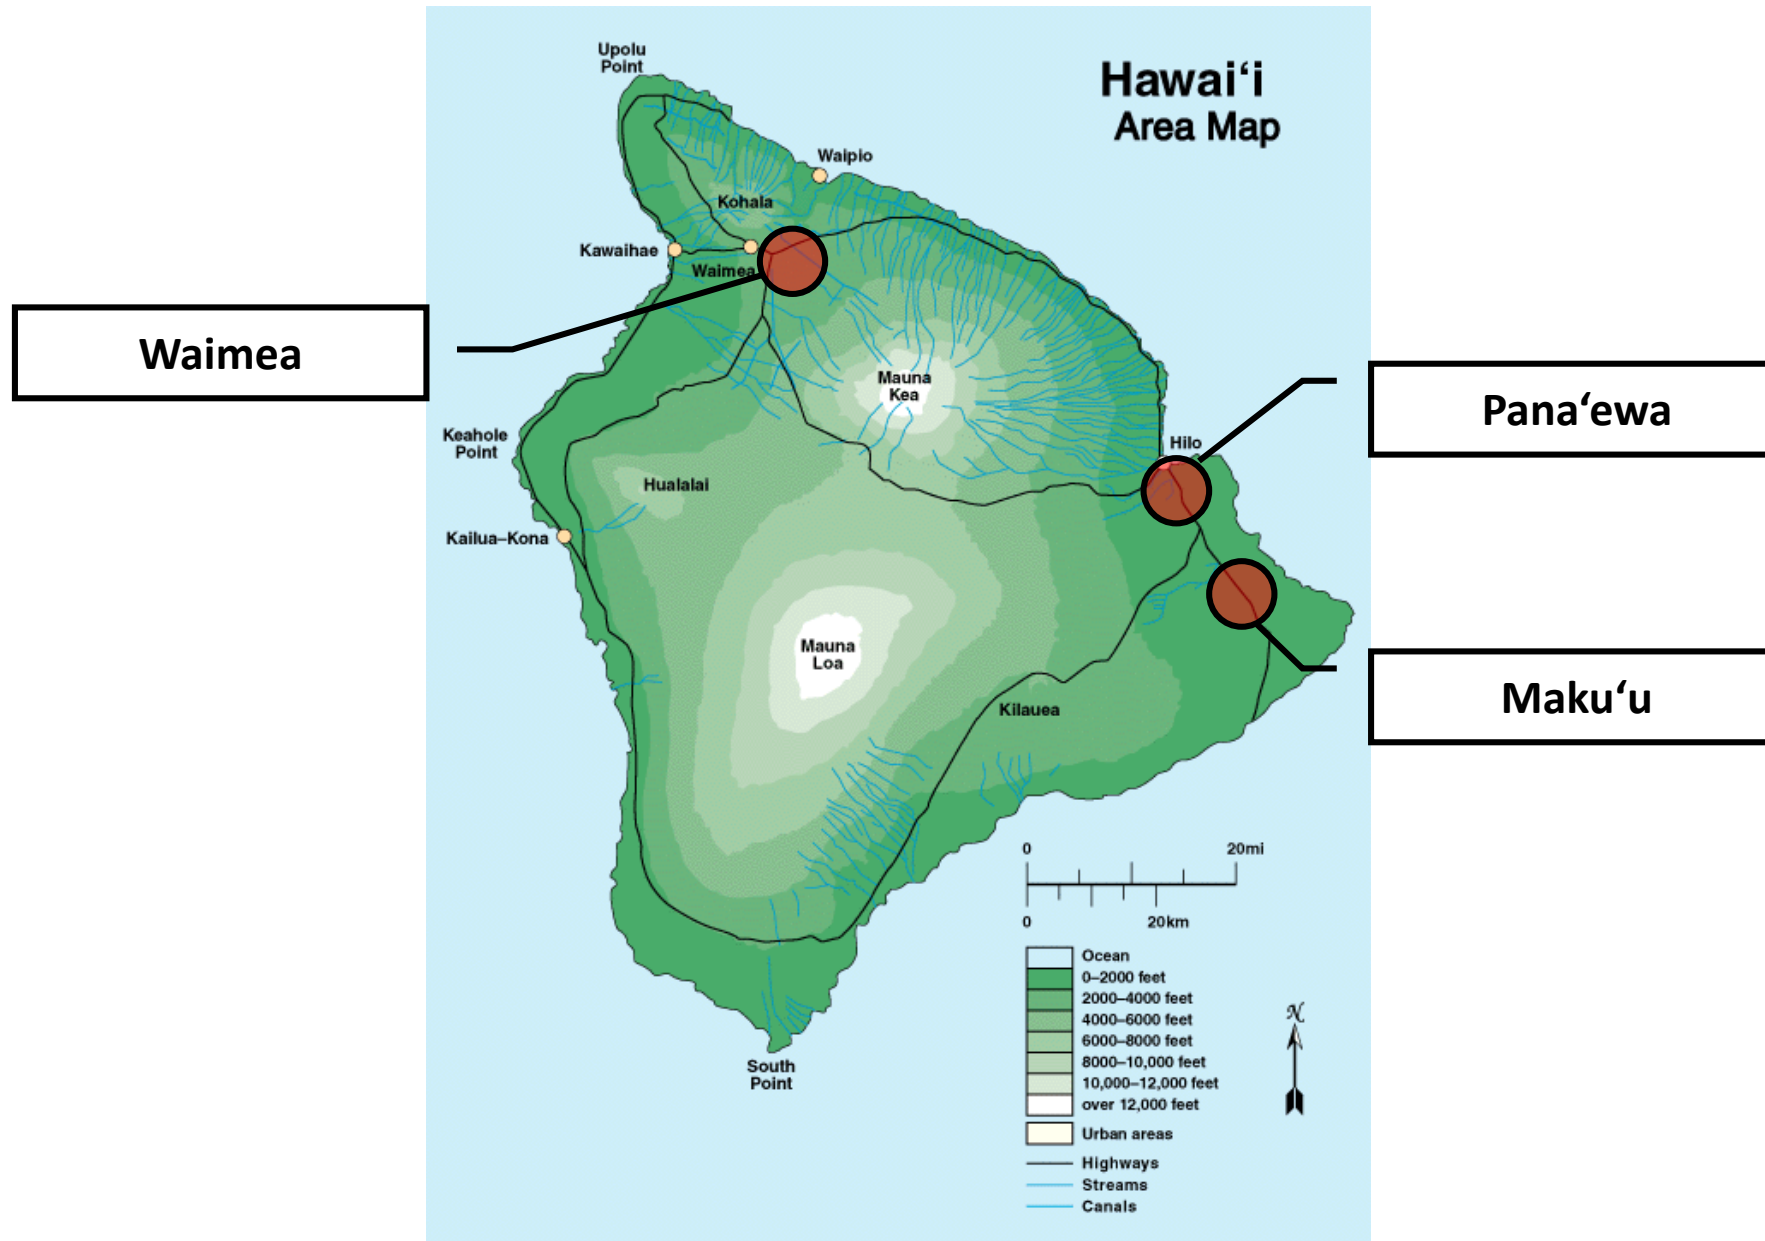 Hawai‘i
Area Map
Upolu
Point
Waipio
Kohala
Kawaihae
Waimea
Waimea
Mauna
Kea
Pana‘ewa
Hilo
Keahole
Point
Hualalai
Kailua–Kona
Mauna
Loa
Maku‘u
Kilauea
0 20mi
0 20km
Ocean
0–2000 feet
2000–4000 feet
4000–6000 feet
6000–8000 feet
8000–10,000 feet
10,000–12,000 feet
over 12,000 feet
Urban areas
Highways
Streams
Canals
N
South
Point